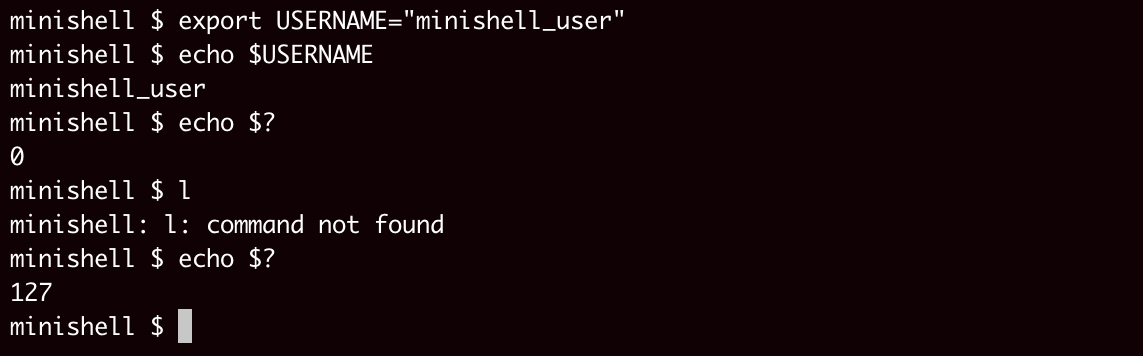 minishell $ export USERNAME="minishell_user"
minishell $ echo $USERNAME
minishell_user
minishell $ echo $?
0
minishell $ l
minishell: l: command not found
minishell $ echo $?
127
minishell $